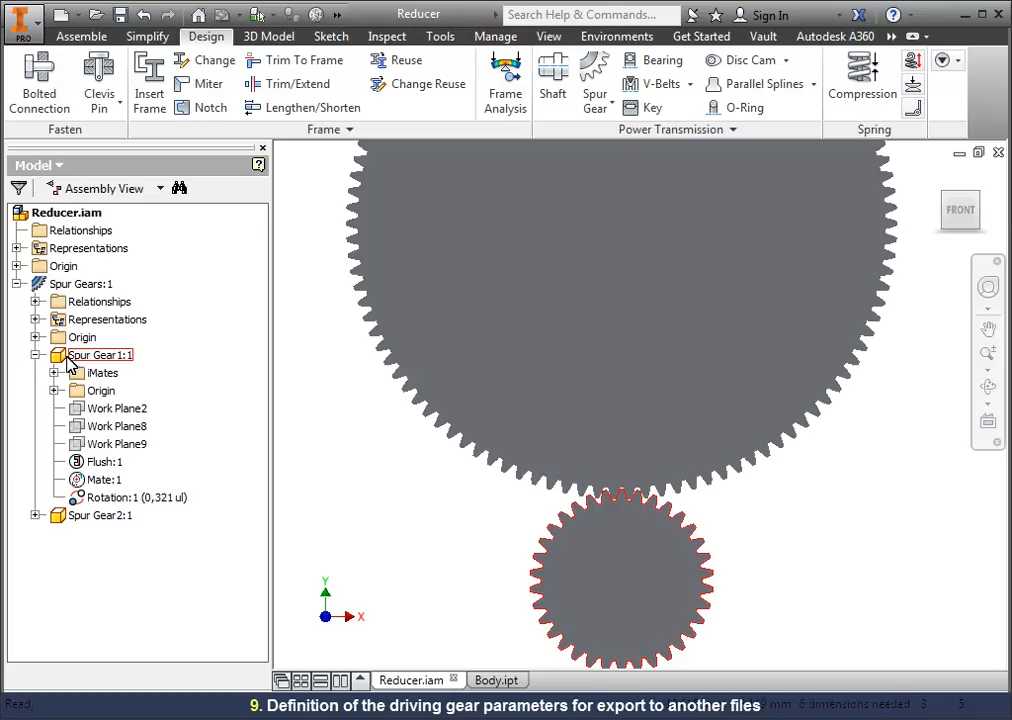 Reducer
Search Help & Commands...
Sign In
PRO
Assemble Simplify Design 3D Model Sketch Inspect Tools Manage View Environments Get Started Vault Autodesk A360
Bolted Connection
Clevis Pin
Insert Frame
Change
Miter
Notch
Trim To Frame
Trim/Extend
Lengthen/Shorten
Reuse
Change Reuse
Frame Analysis
Shaft
Spur Gear
Bearing
V-Belts
Key
Disc Cam
Parallel Splines
O-Ring
Compression
Fasten Frame Power Transmission Spring
Model
Assembly View
Reducer.iam
Relationships
Representations
Origin
Spur Gears:1
Relationships
Representations
Origin
Spur Gear1:1
iMates
Origin
Work Plane2
Work Plane8
Work Plane9
Flush:1
Mate:1
Rotation:1 (0,321 ul)
Spur Gear2:1
FRONT
Y
X
Reducer.iam Body.ipt
9. Definition of the driving gear parameters for export to another files
Ready
dimensions needed 3 5